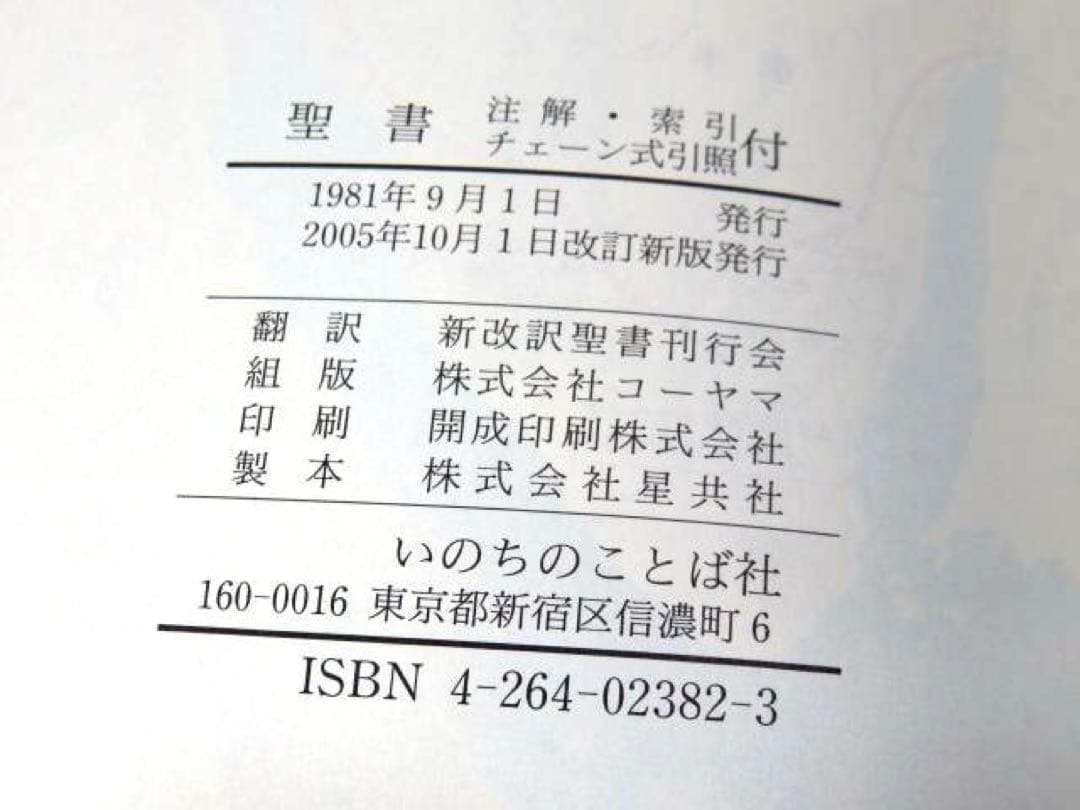 聖書 注解・索引
チェーン式引照付
1981年9月1日 発行
2005年10月1日改訂新版発行
翻訳 新改訳聖書刊行会
組版 株式会社コーヤマ
印刷 開成印刷株式会社
製本 株式会社星共社
いのちのことば社
160-0016 東京都新宿区信濃町6
ISBN 4-264-02382-3